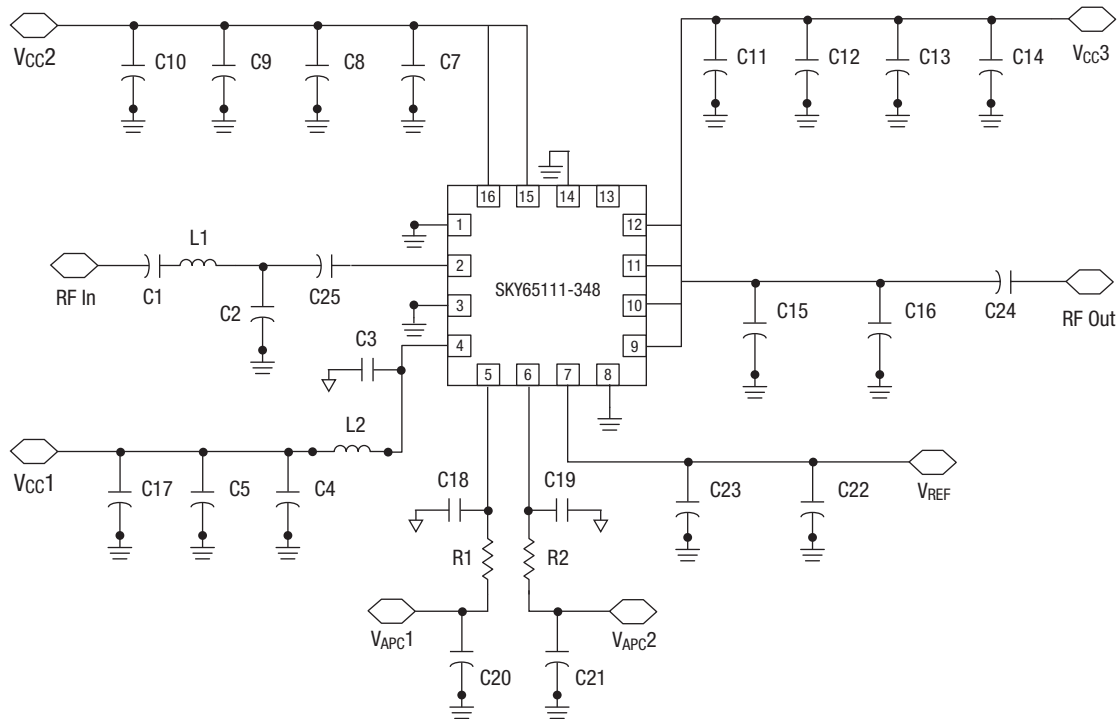 VCC2
C10
C9
C8
C7
C11
C12
C13
C14
VCC3
16
15
14
13
1
2
3
4
SKY65111-348
12
11
10
9
5
6
7
8
RF In
C1
L1
C2
C25
C3
C15
C16
C24
RF Out
L2
VCC1
C17
C5
C4
C18
C19
C23
C22
VREF
R1
R2
VAPC1
VAPC2
C20
C21